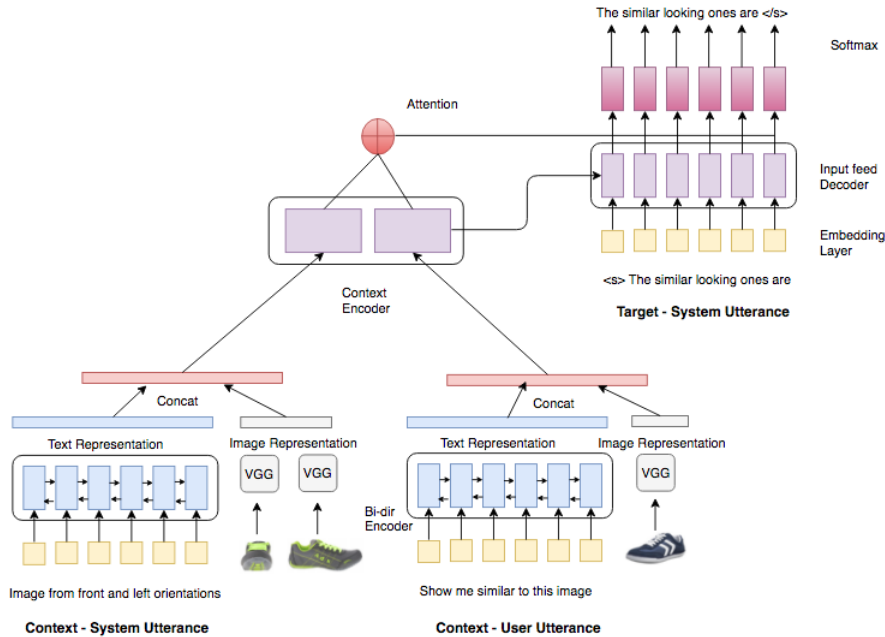 The similar looking ones are </s>
Softmax
Attention
Input feed
Decoder
Embedding
Layer
<s> The similar looking ones are
Target - System Utterance
Context
Encoder
Concat
Text Representation
Image Representation
VGG
VGG
Image from front and left orientations
Context - System Utterance
Concat
Text Representation
Image Representation
VGG
Bi-dir
Encoder
Show me similar to this image
Context - User Utterance